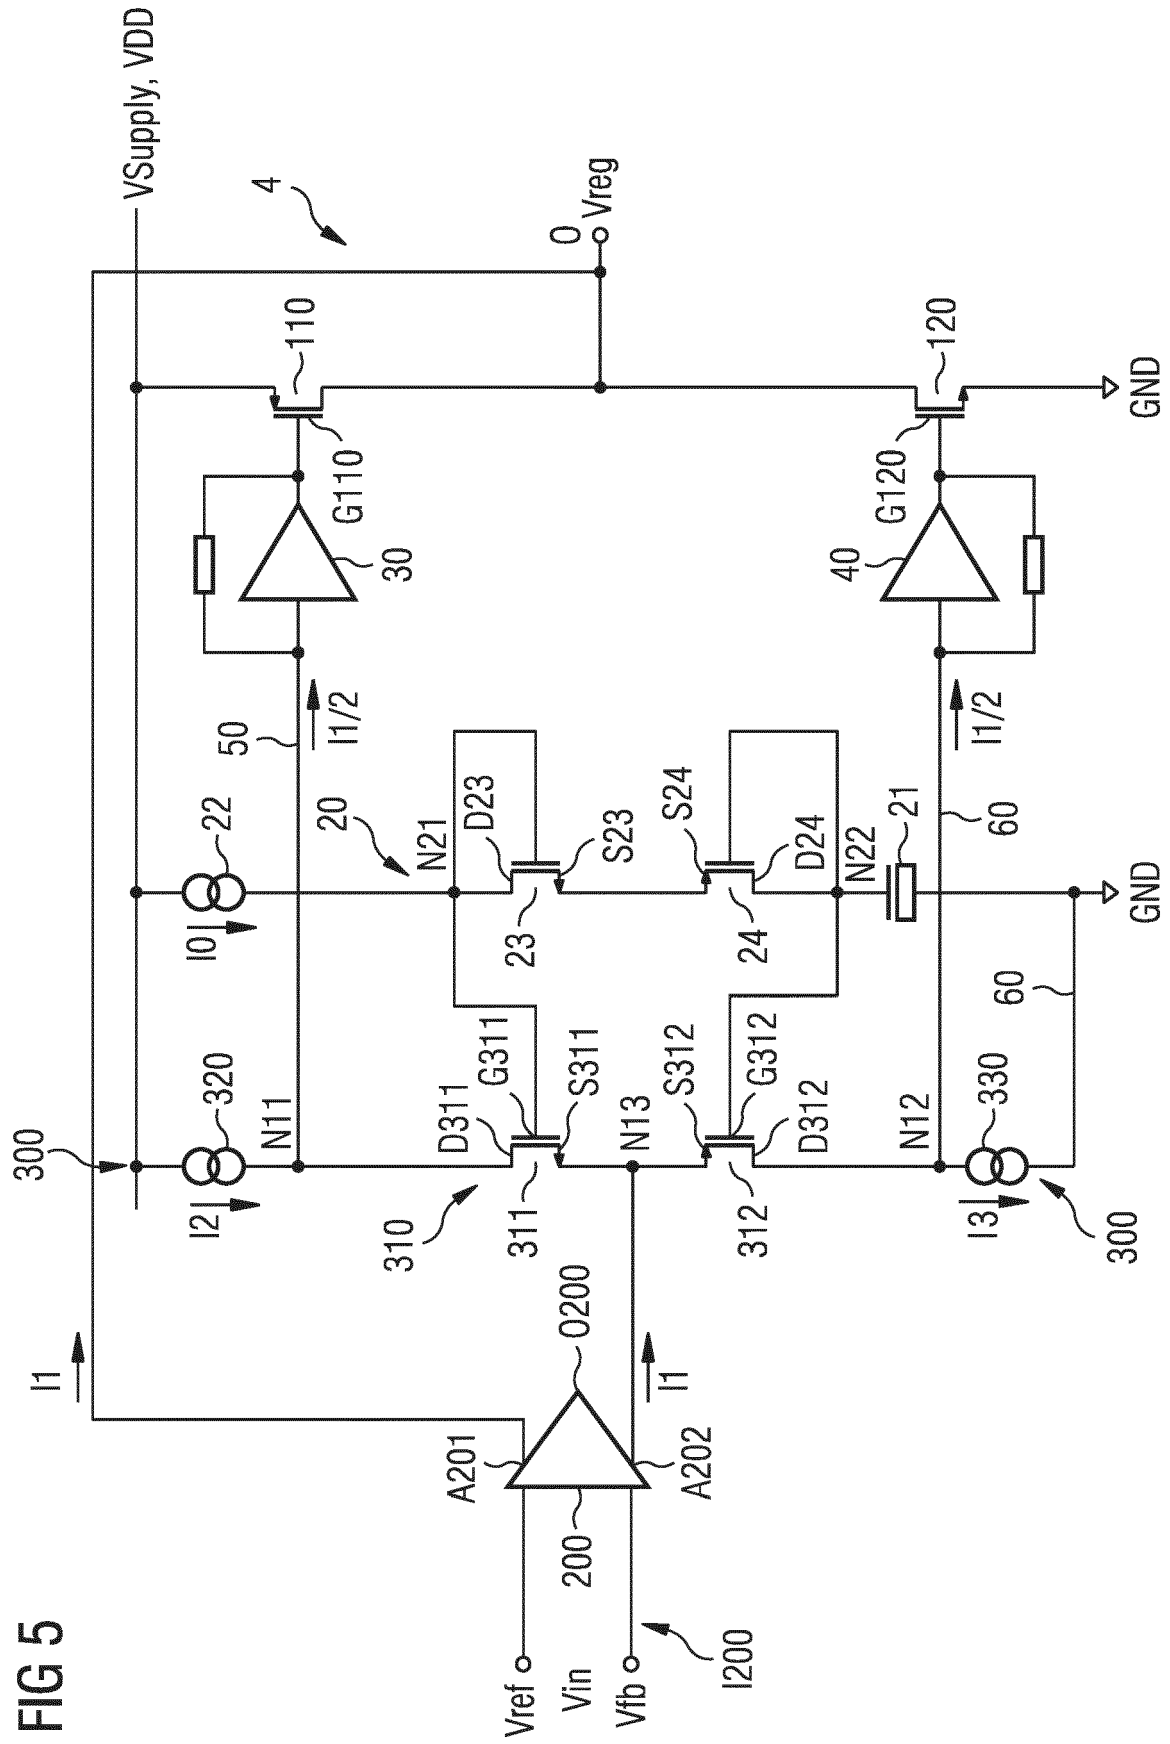 FIG 5
VSupply, VDD
4
300
320
I2
22
I0
50
I1/2
30
G110
110
I1
N11
20
N21
D23
23
S23
O
Vreg
310
D311
G311
311
S311
N13
O200
A201
Vref
200
Vin
Vfb
I200
A202
I1
S312
G312
312
D312
S24
24
D24
N22
21
N12
330
I3
300
60
60
I1/2
40
G120
120
GND
GND